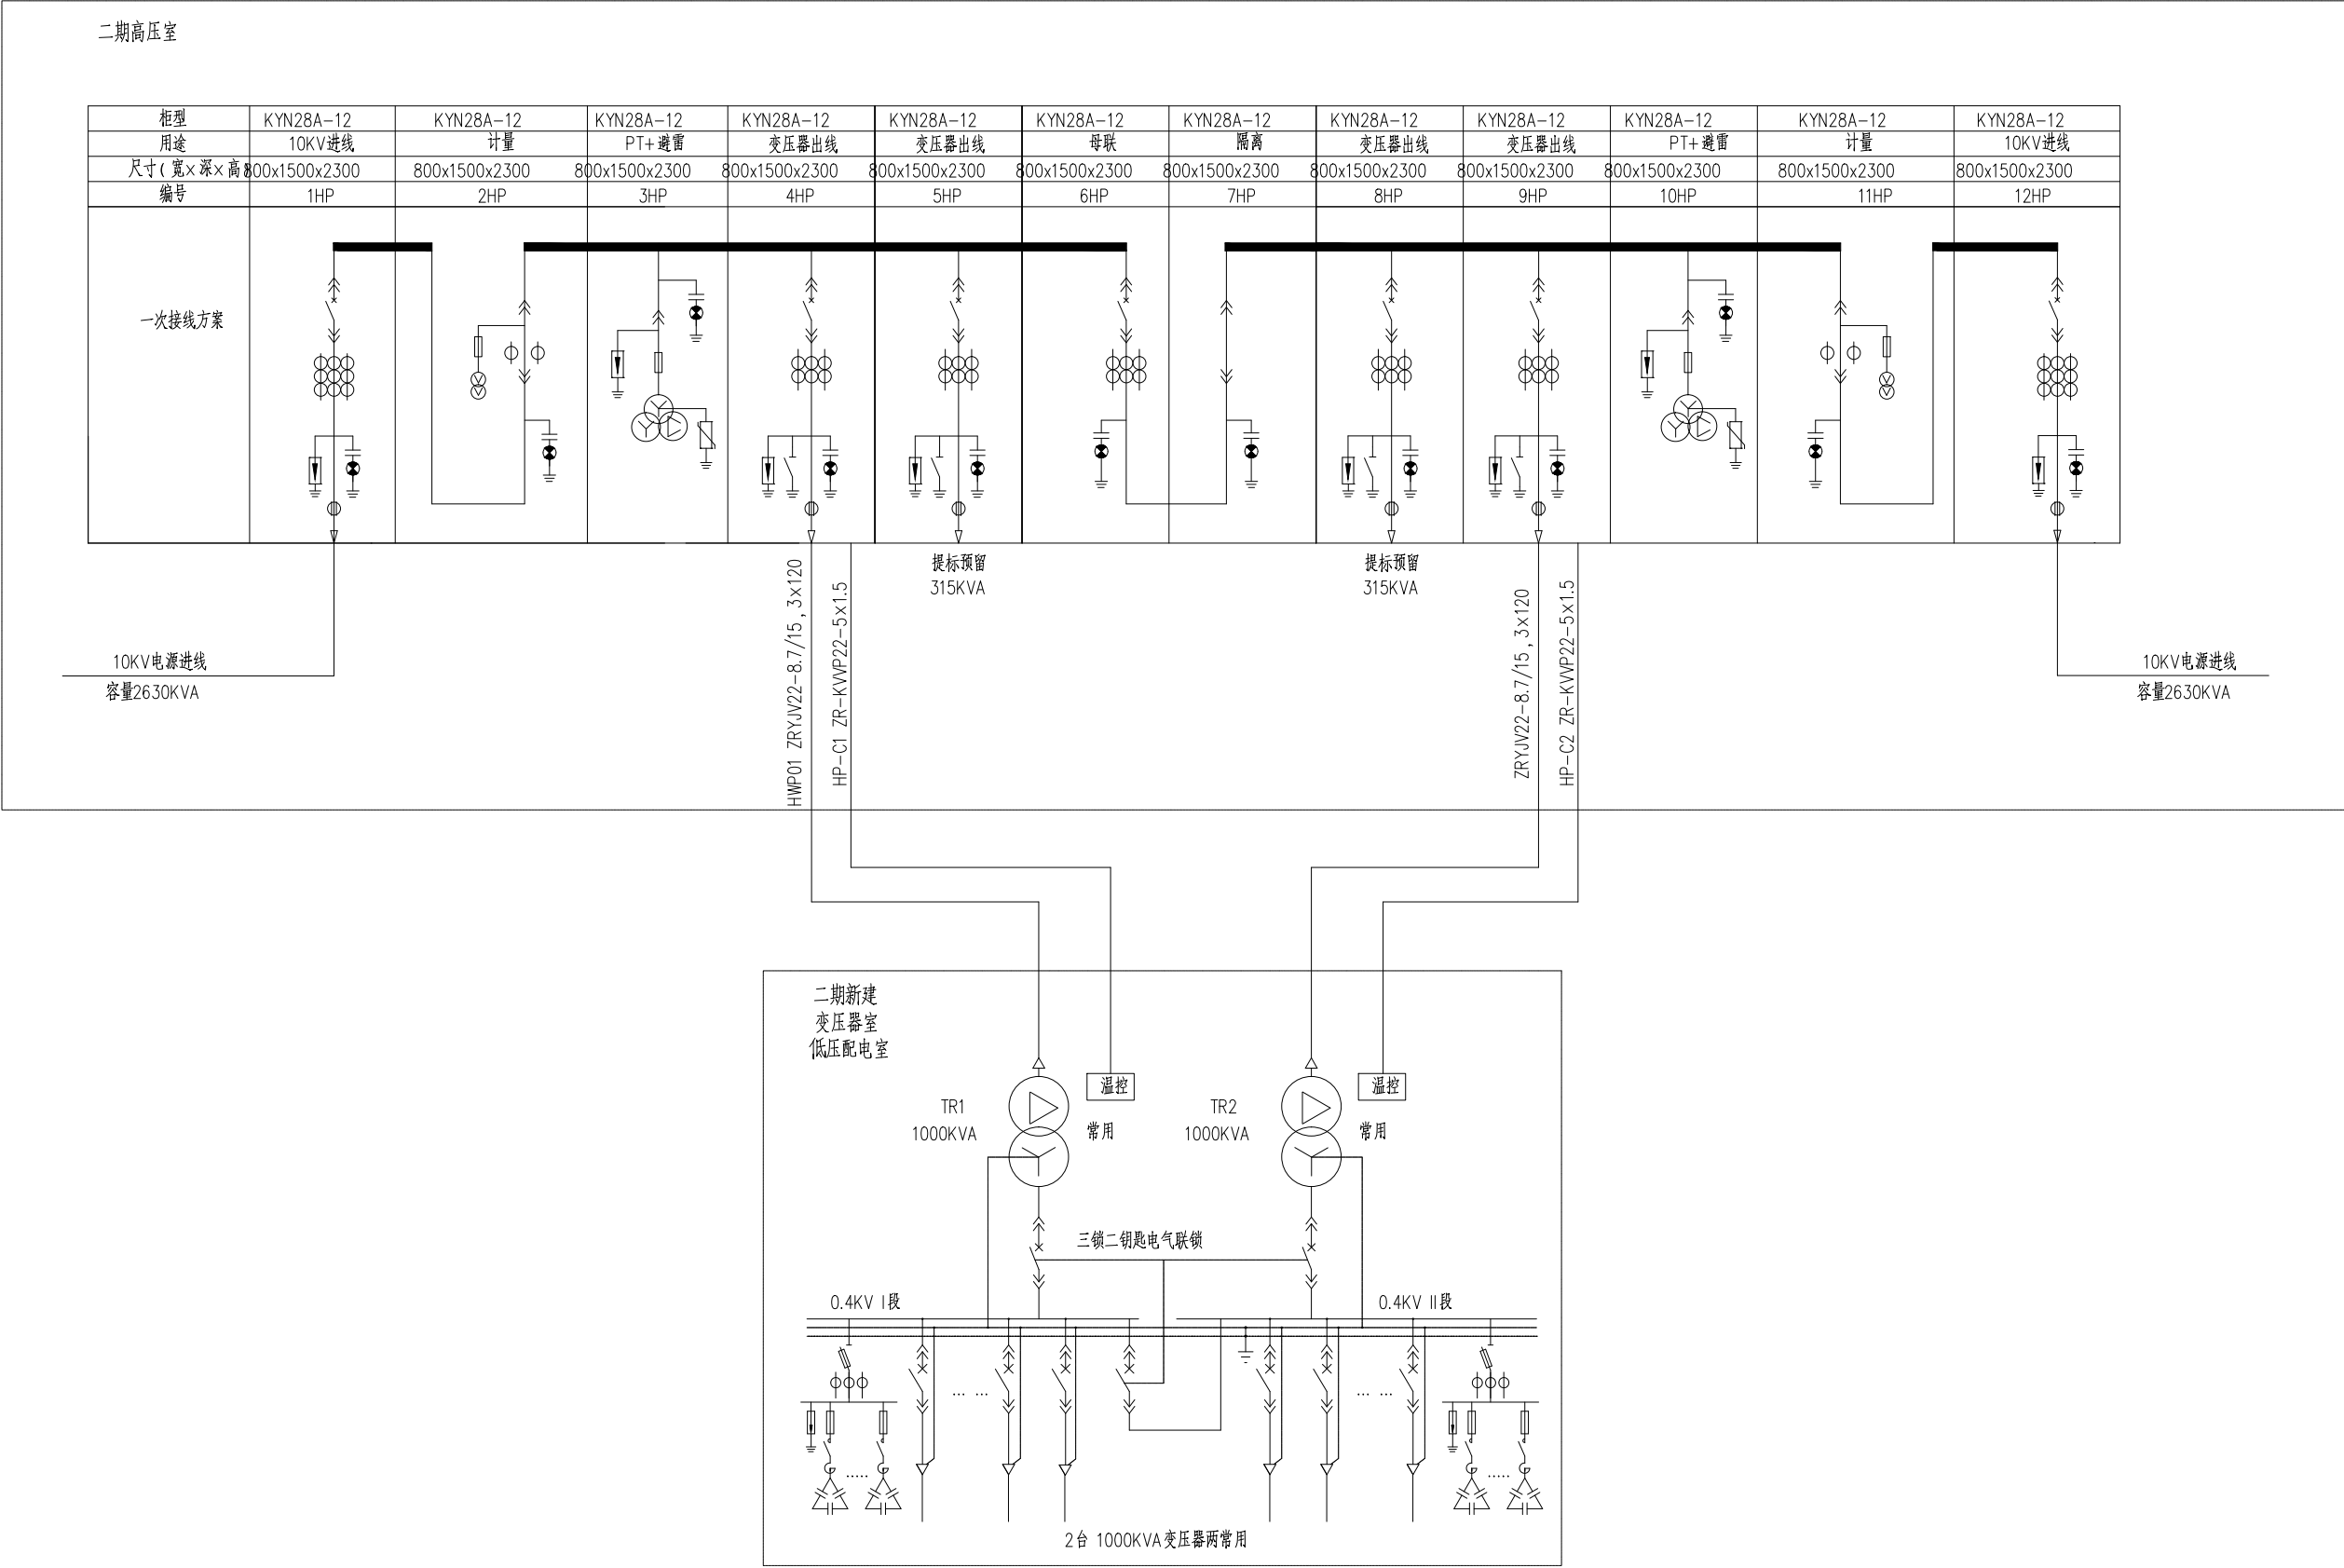 二期高压室
柜型 KYN28A-12 KYN28A-12 KYN28A-12 KYN28A-12 KYN28A-12 KYN28A-12 KYN28A-12 KYN28A-12 KYN28A-12 KYN28A-12 KYN28A-12 KYN28A-12
用途 10KV进线 计量 PT+避雷 变压器出线 变压器出线 母联 隔离 变压器出线 变压器出线 PT+避雷 计量 10KV进线
尺寸(宽×深×高) 800x1500x2300 800x1500x2300 800x1500x2300 800x1500x2300 800x1500x2300 800x1500x2300 800x1500x2300 800x1500x2300 800x1500x2300 800x1500x2300 800x1500x2300 800x1500x2300
编号 1HP 2HP 3HP 4HP 5HP 6HP 7HP 8HP 9HP 10HP 11HP 12HP
一次接线方案
提标预留
315KVA
提标预留
315KVA
HWP01 ZRYJV22-8.7/15, 3×120
HP-C1 ZR-KVVP22-5×1.5
ZRYJV22-8.7/15, 3×120
HP-C2 ZR-KVVP22-5×1.5
10KV电源进线
容量2630KVA
10KV电源进线
容量2630KVA
二期新建
变压器室
低压配电室
温控
温控
TR1
1000KVA
常用
TR2
1000KVA
常用
三锁二钥匙电气联锁
0.4KV I段
0.4KV II段
... ...
... ...
.....
.....
2台 1000KVA变压器两常用